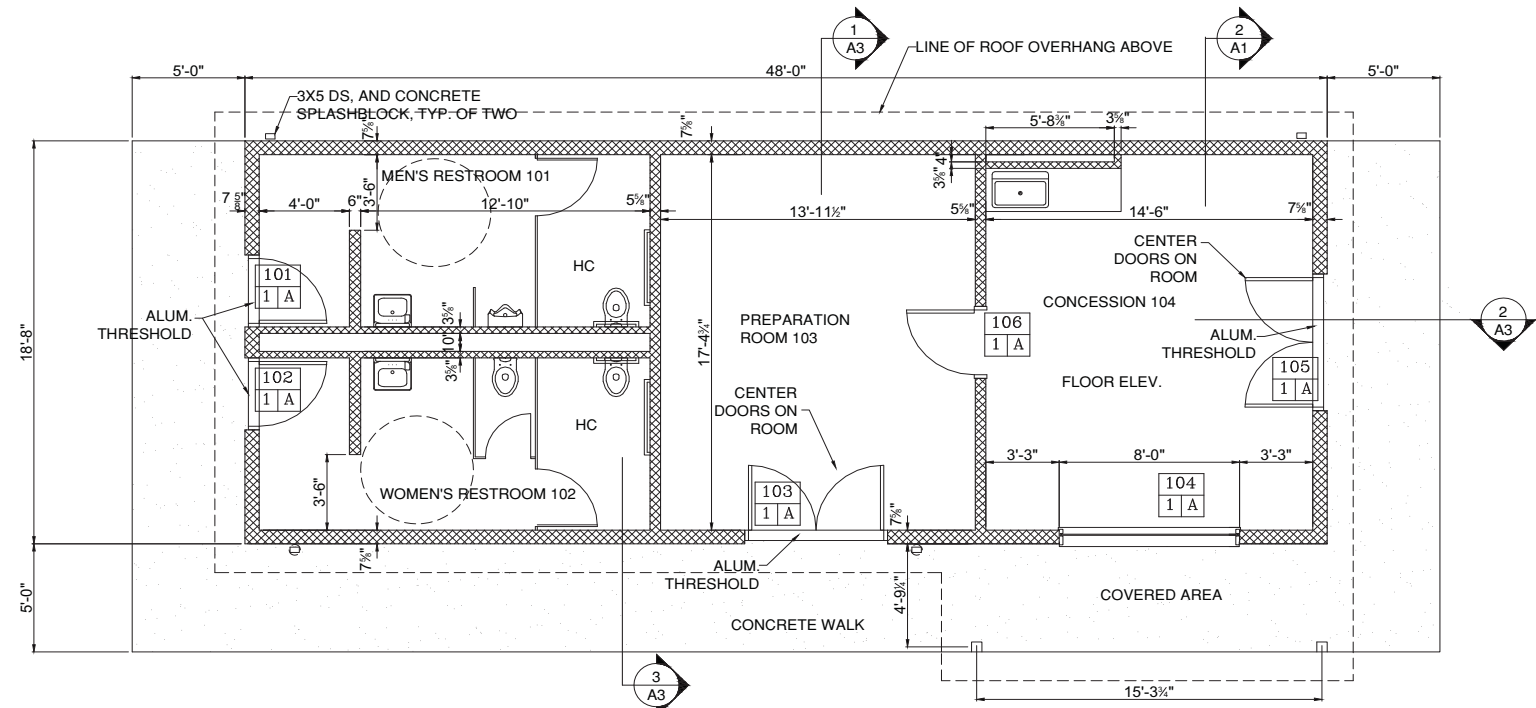 1
A3
2
A1
LINE OF ROOF OVERHANG ABOVE
5'-0"
48'-0"
5'-0"
3X5 DS, AND CONCRETE
SPLASHBLOCK, TYP. OF TWO
7⅝"
7⅝"
5'-8⅜"
3⅝"
4"
3⅝"
MEN'S RESTROOM 101
3'-6"
7⅝"
4'-0"
6"
12'-10"
5⅝"
13'-11½"
5⅝"
14'-6"
7⅝"
CENTER
DOORS ON
ROOM
HC
101
1 A
CONCESSION 104
ALUM.
THRESHOLD
3⅝"
10"
3⅝"
PREPARATION
ROOM 103
17'-4¾"
106
1 A
2
A3
ALUM.
THRESHOLD
18'-8"
102
1 A
105
1 A
FLOOR ELEV.
CENTER
DOORS ON
ROOM
HC
3'-3"
8'-0"
3'-3"
3'-6"
WOMEN'S RESTROOM 102
103
1 A
104
1 A
7⅝"
7⅝"
ALUM.
THRESHOLD
5'-0"
4'-9¼"
COVERED AREA
CONCRETE WALK
3
A3
15'-3¾"